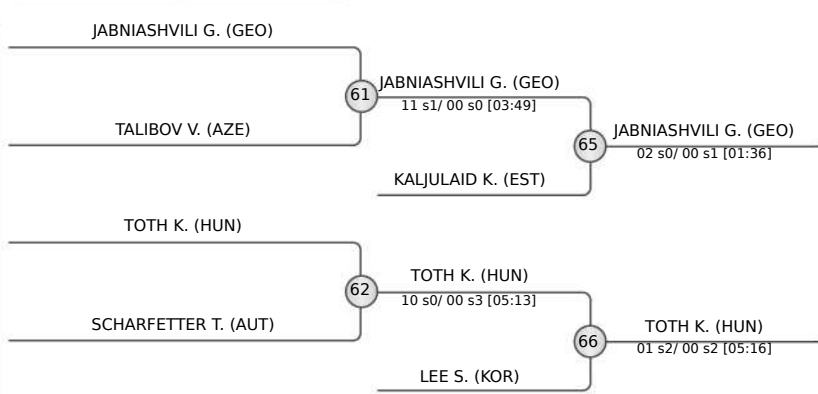 JABNIASHVILI G. (GEO)
61
JABNIASHVILI G. (GEO)
11 s1/ 00 s0 [03:49]
TALIBOV V. (AZE)
65
JABNIASHVILI G. (GEO)
02 s0/ 00 s1 [01:36]
KALJULAID K. (EST)
TOTH K. (HUN)
62
TOTH K. (HUN)
10 s0/ 00 s3 [05:13]
SCHARFETTER T. (AUT)
66
TOTH K. (HUN)
01 s2/ 00 s2 [05:16]
LEE S. (KOR)